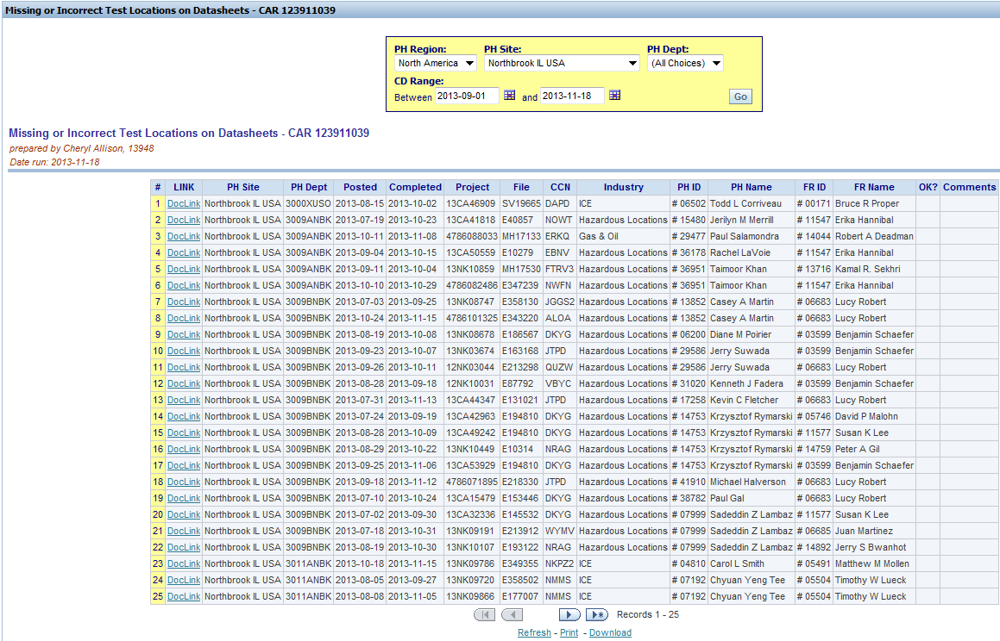 Missing or Incorrect Test Locations on Datasheets - CAR 123911039
PH Region: PH Site: PH Dept:
North America Northbrook IL USA (All Choices)
CD Range:
Between 2013-09-01 and 2013-11-18 Go
Missing or Incorrect Test Locations on Datasheets - CAR 123911039
prepared by Cheryl Allison, 13948
Date run: 2013-11-18
# LINK PH Site PH Dept Posted Completed Project File CCN Industry PH ID PH Name FR ID FR Name OK? Comments
1 DocLink Northbrook IL USA 3000XUSO 2013-08-15 2013-10-02 13CA46909 SV19665 DAPD ICE # 06502 Todd L Corriveau # 00171 Bruce R Proper
2 DocLink Northbrook IL USA 3009ANBK 2013-07-19 2013-10-23 13CA41818 E40857 NOWT Hazardous Locations # 15480 Jerilyn M Merrill # 11547 Erika Hannibal
3 DocLink Northbrook IL USA 3009ANBK 2013-10-11 2013-11-08 4786088033 MH17133 ERKQ Gas & Oil # 29477 Paul Salamondra # 14044 Robert A Deadman
4 DocLink Northbrook IL USA 3009ANBK 2013-09-04 2013-10-15 13CA50559 E10279 EBNV Hazardous Locations # 36178 Rachel LaVoie # 11547 Erika Hannibal
5 DocLink Northbrook IL USA 3009ANBK 2013-09-11 2013-10-04 13NK10859 MH17530 FTRV3 Hazardous Locations # 36951 Taimoor Khan # 13716 Kamal R. Sekhri
6 DocLink Northbrook IL USA 3009ANBK 2013-10-10 2013-10-29 4786082486 E347239 NWFN Hazardous Locations # 36951 Taimoor Khan # 11547 Erika Hannibal
7 DocLink Northbrook IL USA 3009BNBK 2013-07-03 2013-09-25 13NK08747 E358130 JGGS2 Hazardous Locations # 13852 Casey A Martin # 06683 Lucy Robert
8 DocLink Northbrook IL USA 3009BNBK 2013-10-24 2013-11-15 4786101325 E343220 ALOA Hazardous Locations # 13852 Casey A Martin # 06683 Lucy Robert
9 DocLink Northbrook IL USA 3009BNBK 2013-08-19 2013-10-08 13NK08678 E186567 DKYG Hazardous Locations # 06200 Diane M Poirier # 03599 Benjamin Schaefer
10 DocLink Northbrook IL USA 3009BNBK 2013-09-23 2013-10-07 13NK03674 E163168 JTPD Hazardous Locations # 29586 Jerry Suwada # 03599 Benjamin Schaefer
11 DocLink Northbrook IL USA 3009BNBK 2013-09-26 2013-10-11 12NK03044 E213298 QUZW Hazardous Locations # 29586 Jerry Suwada # 06683 Lucy Robert
12 DocLink Northbrook IL USA 3009BNBK 2013-08-28 2013-09-18 12NK10031 E87792 VBYC Hazardous Locations # 31020 Kenneth J Fadera # 03599 Benjamin Schaefer
13 DocLink Northbrook IL USA 3009BNBK 2013-07-31 2013-11-13 13CA44347 E131021 JTPD Hazardous Locations # 17258 Kevin C Fletcher # 06683 Lucy Robert
14 DocLink Northbrook IL USA 3009BNBK 2013-07-24 2013-09-19 13CA42963 E194810 DKYG Hazardous Locations # 14753 Krzysztof Rymarski # 05746 David P Malohn
15 DocLink Northbrook IL USA 3009BNBK 2013-08-28 2013-10-09 13CA49242 E194810 DKYG Hazardous Locations # 14753 Krzysztof Rymarski # 11577 Susan K Lee
16 DocLink Northbrook IL USA 3009BNBK 2013-08-29 2013-10-22 13NK10449 E10314 NRAG Hazardous Locations # 14753 Krzysztof Rymarski # 14759 Peter A Gil
17 DocLink Northbrook IL USA 3009BNBK 2013-09-25 2013-11-06 13CA53929 E194810 DKYG Hazardous Locations # 14753 Krzysztof Rymarski # 03599 Benjamin Schaefer
18 DocLink Northbrook IL USA 3009BNBK 2013-09-18 2013-11-12 4786071895 E218330 JTPD Hazardous Locations # 41910 Michael Halverson # 06683 Lucy Robert
19 DocLink Northbrook IL USA 3009BNBK 2013-07-10 2013-10-24 13CA15479 E153446 DKYG Hazardous Locations # 38782 Paul Gal # 06683 Lucy Robert
20 DocLink Northbrook IL USA 3009BNBK 2013-07-02 2013-09-30 13CA32336 E145532 DKYG Hazardous Locations # 07999 Sadeddin Z Lambaz # 11577 Susan K Lee
21 DocLink Northbrook IL USA 3009BNBK 2013-07-18 2013-10-31 13NK09191 E213912 WYMV Hazardous Locations # 07999 Sadeddin Z Lambaz # 06685 Juan Martinez
22 DocLink Northbrook IL USA 3009BNBK 2013-08-19 2013-10-30 13NK10107 E193122 NRAG Hazardous Locations # 07999 Sadeddin Z Lambaz # 14892 Jerry S Bwanhot
23 DocLink Northbrook IL USA 3011ANBK 2013-10-18 2013-11-15 13NK09786 E349355 NKPZ2 ICE # 04810 Carol L Smith # 05491 Matthew M Mollen
24 DocLink Northbrook IL USA 3011ANBK 2013-08-05 2013-09-27 13NK09720 E358502 NMMS ICE # 07192 Chyuan Yeng Tee # 05504 Timothy W Lueck
25 DocLink Northbrook IL USA 3011ANBK 2013-08-08 2013-11-05 13NK09866 E177007 NMMS ICE # 07192 Chyuan Yeng Tee # 05504 Timothy W Lueck
Records 1 - 25
Refresh - Print - Download